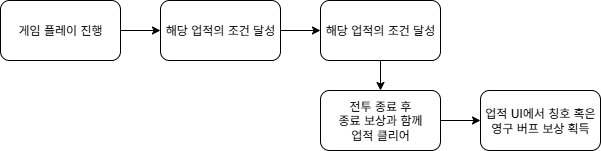 게임 플레이 진행
해당 업적의 조건 달성
해당 업적의 조건 달성
전투 종료 후
종료 보상과 함께
업적 클리어
업적 UI에서 칭호 혹은
영구 버프 보상 획득